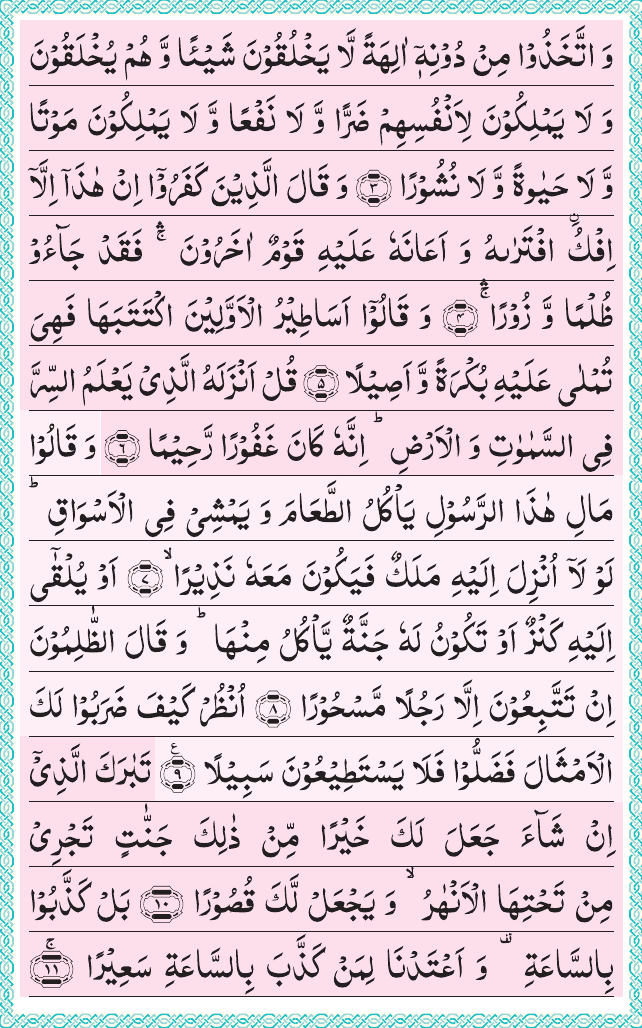 وَ اتَّخَذُوْا مِنْ دُوْنِهٖۤ اٰلِهَةً لَّا یَخْلُقُوْنَ شَیْـًٔا وَّ هُمْ یُخْلَقُوْنَ
وَ لَا یَمْلِكُوْنَ لِاَنْفُسِهِمْ ضَرًّا وَّ لَا نَفْعًا وَّ لَا یَمْلِكُوْنَ مَوْتًا
وَّ لَا حَیٰوةً وَّ لَا نُشُوْرًا ﴿۳﴾ وَ قَالَ الَّذِیْنَ كَفَرُوْۤا اِنْ هٰذَاۤ اِلَّاۤ
اِفْكُ ۨافْتَرٰىهُ وَ اَعَانَهٗ عَلَیْهِ قَوْمٌ اٰخَرُوْنَ ۛۚ فَقَدْ جَآءُوْ
ظُلْمًا وَّ زُوْرًا ۛۚ ﴿۴﴾ وَ قَالُوْۤا اَسَاطِیْرُ الْاَوَّلِیْنَ اكْتَتَبَهَا فَهِیَ
تُمْلٰى عَلَیْهِ بُكْرَةً وَّ اَصِیْلًا ﴿۵﴾ قُلْ اَنْزَلَهُ الَّذِیْ یَعْلَمُ السِّرَّ
فِی السَّمٰوٰتِ وَ الْاَرْضِ ؕ اِنَّهٗ كَانَ غَفُوْرًا رَّحِیْمًا ﴿۶﴾ وَ قَالُوْا
مَالِ هٰذَا الرَّسُوْلِ یَاْكُلُ الطَّعَامَ وَ یَمْشِیْ فِی الْاَسْوَاقِ ؕ
لَوْ لَاۤ اُنْزِلَ اِلَیْهِ مَلَكٌ فَیَكُوْنَ مَعَهٗ نَذِیْرًا ۙ ﴿۷﴾ اَوْ یُلْقٰۤى
اِلَیْهِ كَنْزٌ اَوْ تَكُوْنُ لَهٗ جَنَّةٌ یَّاْكُلُ مِنْهَا ؕ وَ قَالَ الظّٰلِمُوْنَ
اِنْ تَتَّبِعُوْنَ اِلَّا رَجُلًا مَّسْحُوْرًا ﴿۸﴾ اُنْظُرْ كَیْفَ ضَرَبُوْا لَكَ
الْاَمْثَالَ فَضَلُّوْا فَلَا یَسْتَطِیْعُوْنَ سَبِیْلًا ﴿۹﴾ ع تَبٰرَكَ الَّذِیْۤ
اِنْ شَآءَ جَعَلَ لَكَ خَیْرًا مِّنْ ذٰلِكَ جَنّٰتٍ تَجْرِیْ
مِنْ تَحْتِهَا الْاَنْهٰرُ ۙ وَ یَجْعَلْ لَّكَ قُصُوْرًا ﴿۱۰﴾ بَلْ كَذَّبُوْا
بِالسَّاعَةِ ۫ وَ اَعْتَدْنَا لِمَنْ كَذَّبَ بِالسَّاعَةِ سَعِیْرًا ﴿۱۱﴾ ۚ